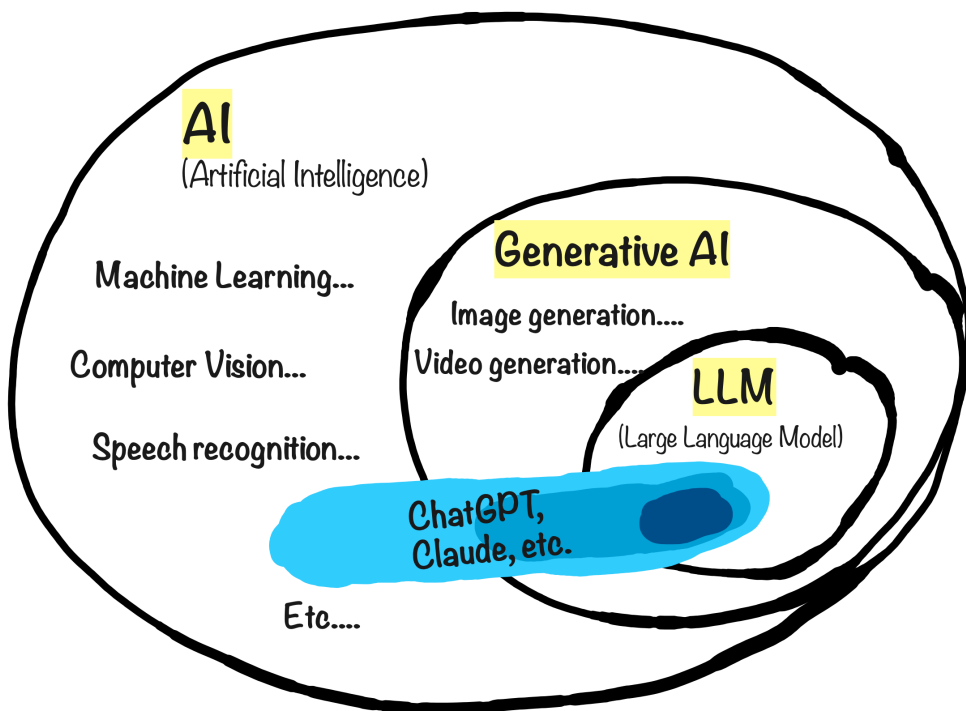 AI
(Artificial Intelligence)
Generative AI
Machine Learning...
Image generation....
Computer Vision...
Video generation....
LLM
(Large Language Model)
Speech recognition...
ChatGPT,
Claude, etc.
Etc....